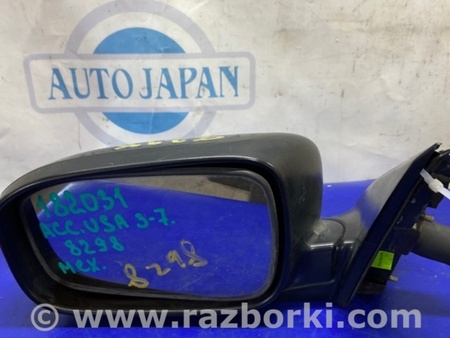 AUTO JAPAN
182031
ACC.USA 3-7.
8298
мех.
8298
www.razborki.com